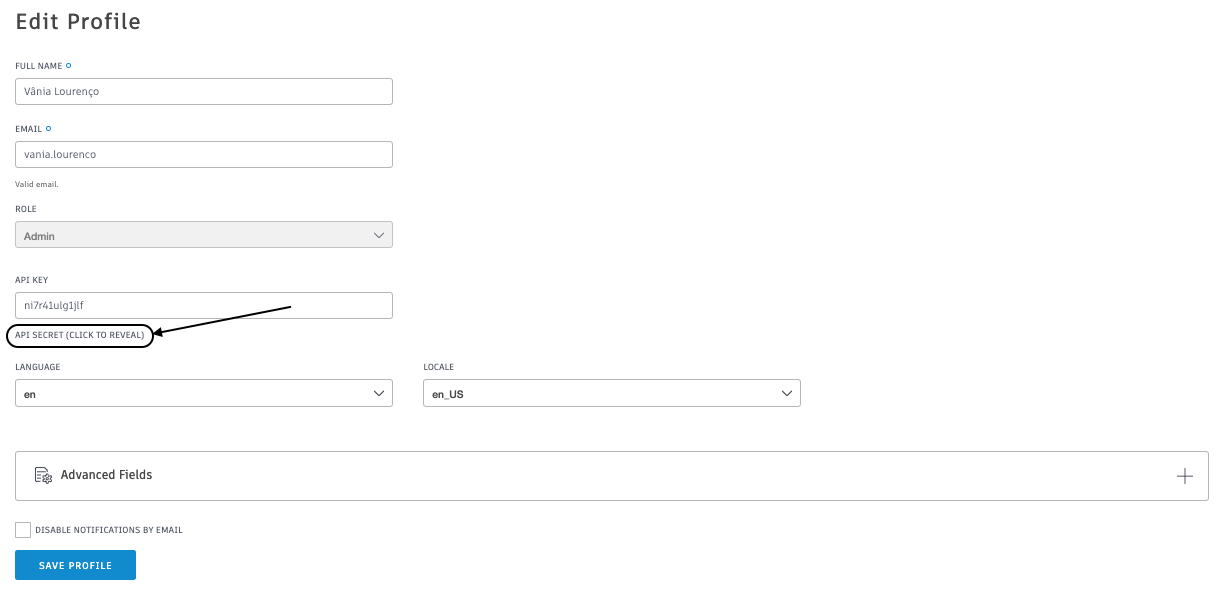 Edit Profile
FULL NAME
Vânia Lourenço
EMAIL
vania.lourenco
Valid email.
ROLE
Admin
API KEY
ni7r41ulg1jlf
API SECRET (CLICK TO REVEAL)
LANGUAGE
LOCALE
en
en_US
Advanced Fields
DISABLE NOTIFICATIONS BY EMAIL
SAVE PROFILE